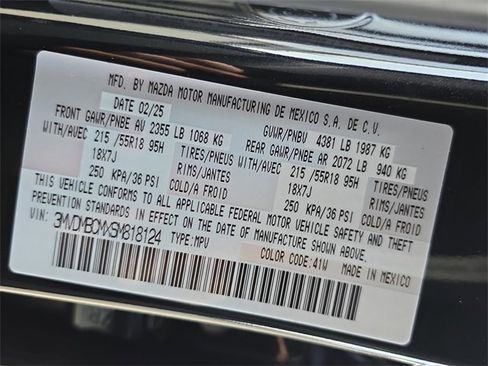 MFD. BY MAZDA MOTOR MANUFACTURING DE MEXICO S.A. DE C.V.
DATE 02/25 GVWR/PNBV 4381 LB 1987 KG
FRONT GAWR/PNBE AV 2355 LB 1068 KG REAR GAWR/PNBE AR 2072 LB 940 KG
WITH/AVEC 215 /55R18 95H TIRES/PNEUS WITH/AVEC 215 /55R18 95H TIRES/PNEUS
18X7J RIMS/JANTES 18X7J RIMS/JANTES
250 KPA/36 PSI COLD/A FROID 250 KPA/36 PSI COLD/A FROID
THIS VEHICLE CONFORMS TO ALL APPLICABLE FEDERAL MOTOR VEHICLE SAFETY AND THEFT
PREVENTION STANDARDS IN EFFECT ON THE DATE OF MANUFACTURE SHOWN ABOVE.
VIN: TYPE:MPV COLOR CODE:41W MADE IN MEXICO